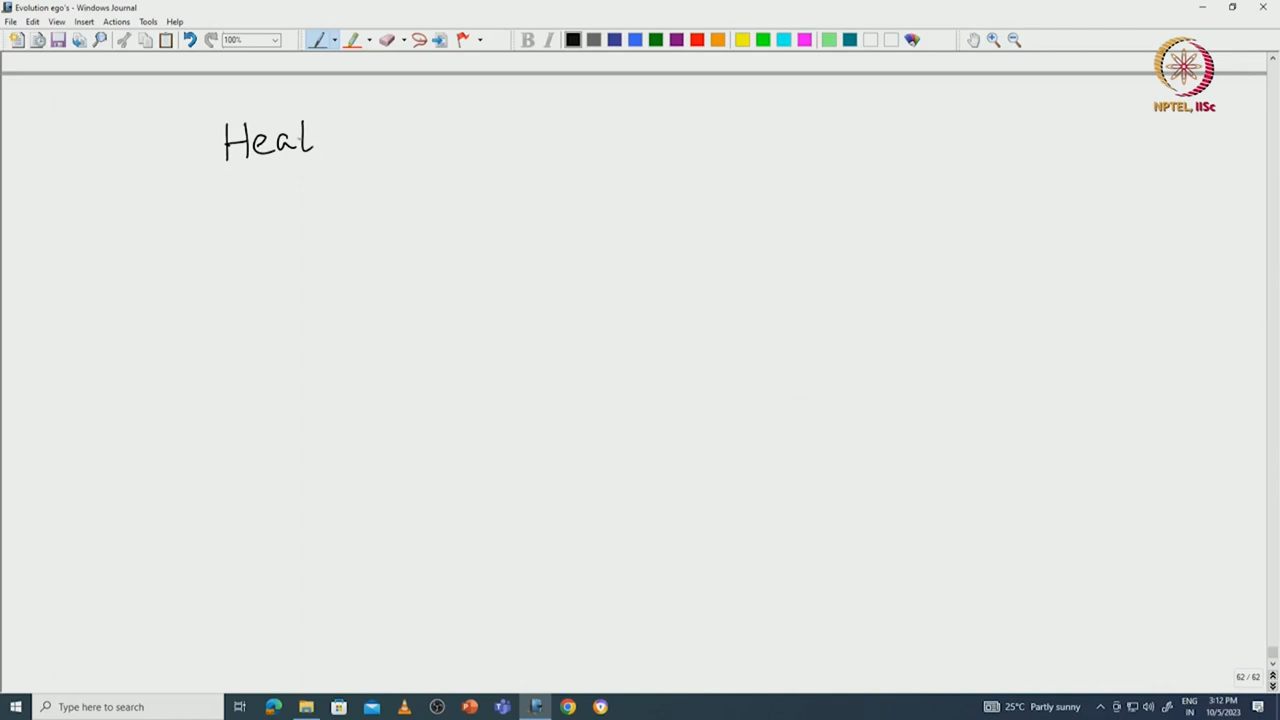 Evolution eqo's - Windows Journal
File Edit View Insert Actions Tools Help
100%
B I
NPTEL, IISc
Heal
62 / 62
Type here to search
25°C Partly sunny
ENG
IN
3:12 PM
10/5/2023